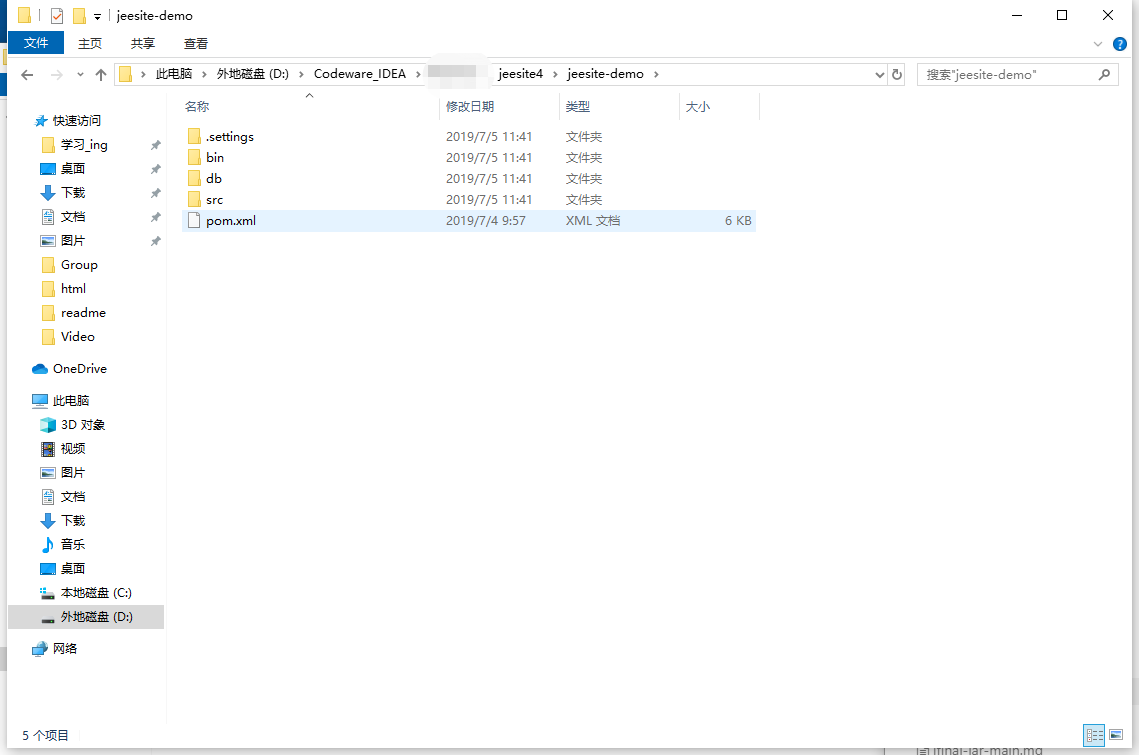 jeesite-demo
文件 主页 共享 查看
此电脑 外地磁盘 (D:) Codeware_IDEA jeesite4 jeesite-demo 搜索"jeesite-demo"
名称 修改日期 类型 大小
快速访问
学习_ing
桌面
下载
文档
图片
Group
html
readme
Video
OneDrive
此电脑
3D 对象
视频
图片
文档
下载
音乐
桌面
本地磁盘 (C:)
外地磁盘 (D:)
网络
.settings 2019/7/5 11:41 文件夹
bin 2019/7/5 11:41 文件夹
db 2019/7/5 11:41 文件夹
src 2019/7/5 11:41 文件夹
pom.xml 2019/7/4 9:57 XML 文档 6 KB
5 个项目